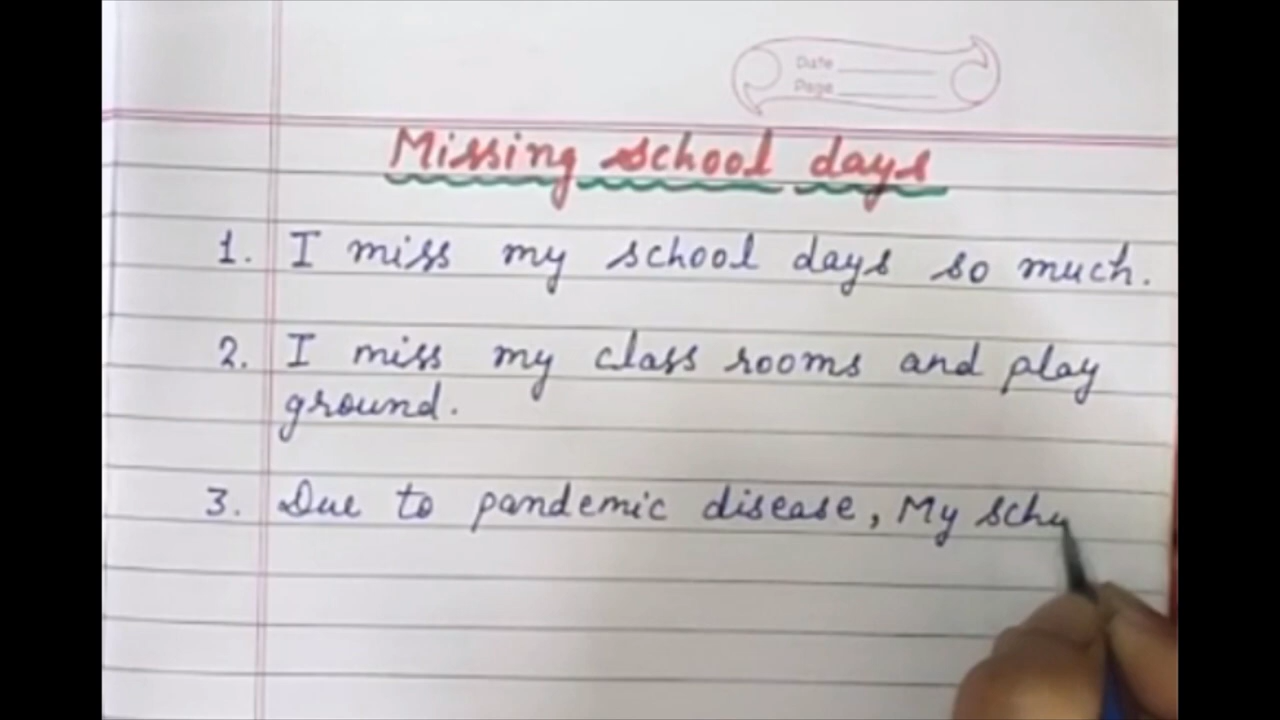 Date
Page
Missing school days
1. I miss my school days so much.
2. I miss my class rooms and play
ground.
3. Due to pandemic disease, My sch